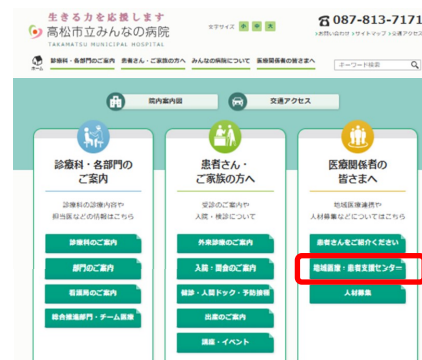 生きる力を応援します
高松市立みんなの病院
TAKAMATSU MUNICIPAL HOSPITAL
文字サイズ 小 中 大
087-813-7171
お問い合わせ サイトマップ 交通アクセス
ホーム
診療科・各部門のご案内 患者さん・ご家族の方へ みんなの病院について 医療関係者の皆さまへ
キーワード検索
院内案内図
交通アクセス
診療科・各部門の
ご案内
診療科の診療内容や
担当医などの情報はこちら
診療科のご案内
部門のご案内
看護局のご案内
総合推進部門・チーム医療
患者さん・
ご家族の方へ
受診のご案内や
入院・検診について
外来診療のご案内
入院・面会のご案内
健診・人間ドック・予防接種
出産のご案内
講座・イベント
医療関係者の
皆さまへ
地域医療連携や
人材募集などについてはこちら
患者さんをご紹介ください
地域医療・患者支援センター
人材募集